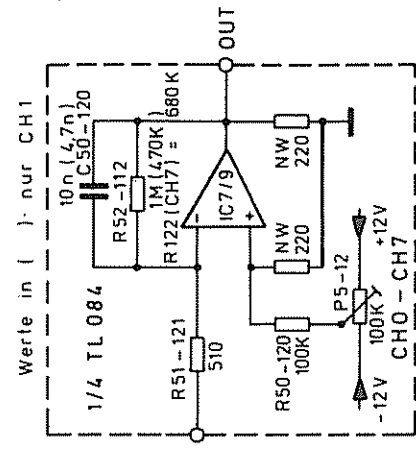 Werte in ( ) · nur CH1
10n (4,7n)
C50-120
R52-112
1M (470K)
R122 (CH7) = 680K
1/4 TL 084
R51-121
510
-
+
IC7/9
OUT
NW
220
NW
220
R50-120
100K
P5-12
100K
-12V
+12V
CH0 - CH7